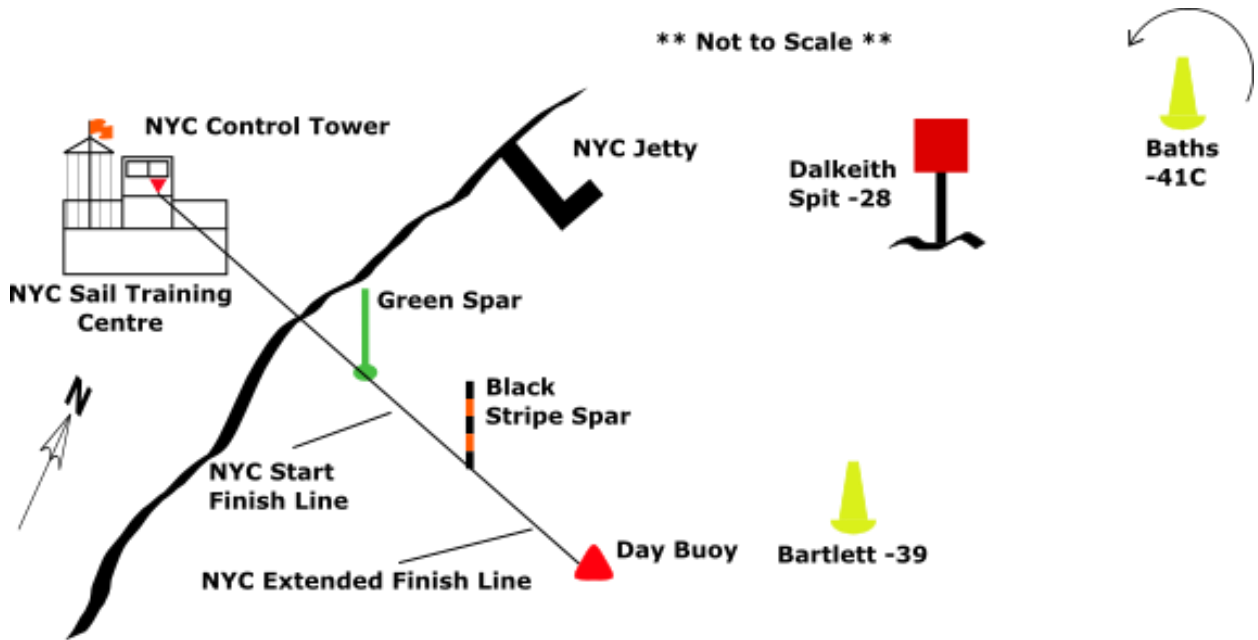 ** Not to Scale **
NYC Control Tower
NYC Jetty
Baths
-41C
Dalkeith
Spit -28
NYC Sail Training
Centre
Green Spar
N
Black
Stripe Spar
NYC Start
Finish Line
Day Buoy
Bartlett -39
NYC Extended Finish Line